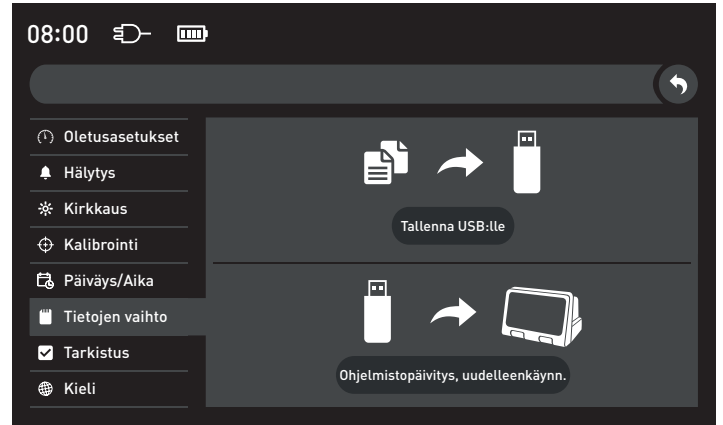 08:00
Oletusasetukset
Hälytys
Kirkkaus
Kalibrointi
Päiväys/Aika
Tietojen vaihto
Tarkistus
Kieli
Tallenna USB:lle
Ohjelmistopäivitys, uudelleenkäynn.